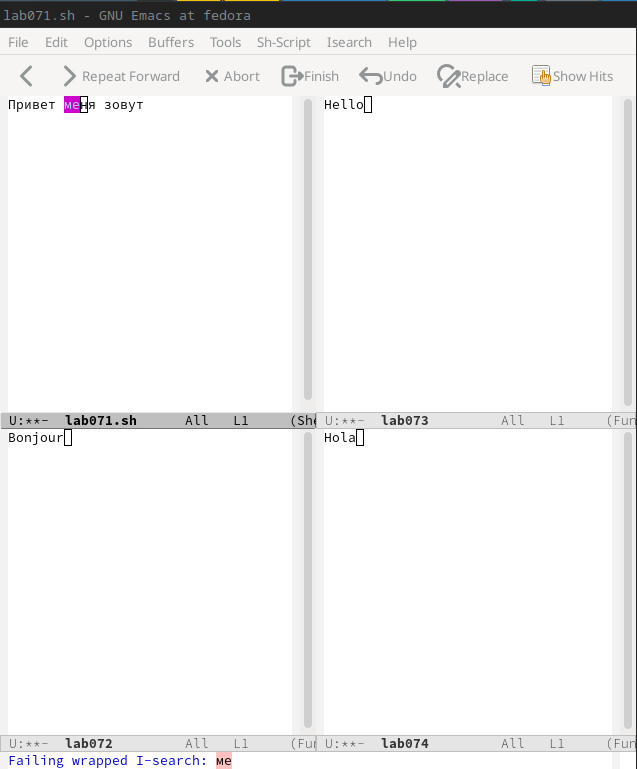 lab071.sh - GNU Emacs at fedora
File Edit Options Buffers Tools Sh-Script Isearch Help
Repeat Forward Abort Finish Undo Replace Show Hits
Привет меня зовут
Hello
U:**- lab071.sh All L1 (She
U:**- lab073 All L1 (Fun
Bonjour
Hola
U:**- lab072 All L1 (Fun
U:**- lab074 All L1 (Fun
Failing wrapped I-search: ме